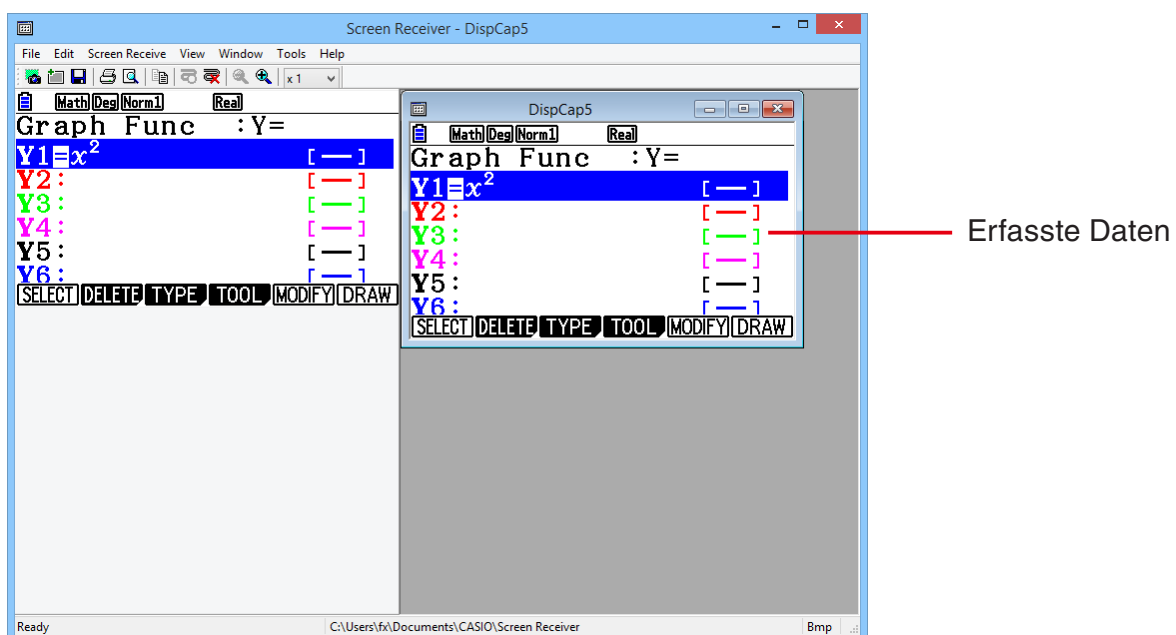 Screen Receiver - DispCap5
File Edit Screen Receive View Window Tools Help
x 1
Math Deg Norm1 Real
Graph Func :Y=
Y1=x²
[—]
Y2:
[—]
Y3:
[—]
Y4:
[—]
Y5:
[—]
Y6:
[—]
SELECT DELETE TYPE TOOL MODIFY DRAW
DispCap5
Math Deg Norm1 Real
Graph Func :Y=
Y1=x²
[—]
Y2:
[—]
Y3:
[—]
Y4:
[—]
Y5:
[—]
Y6:
[—]
SELECT DELETE TYPE TOOL MODIFY DRAW
Erfasste Daten
Ready C:\Users\fx\Documents\CASIO\Screen Receiver Bmp